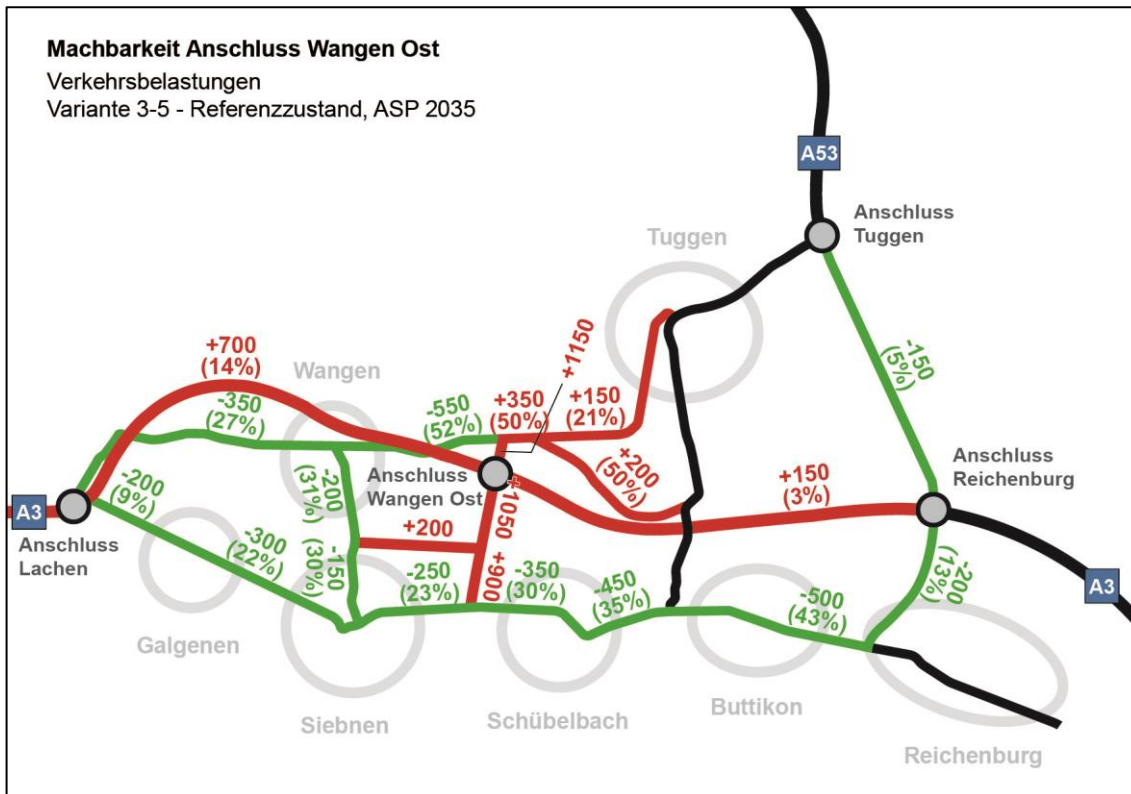 Machbarkeit Anschluss Wangen Ost
Verkehrsbelastungen
Variante 3-5 - Referenzzustand, ASP 2035
A53
Anschluss
Tuggen
Tuggen
-150
(5%)
+1150
+700
(14%)
Wangen
-350
(27%)
-550
(52%)
+350
(50%)
+150
(21%)
+200
(50%)
Anschluss
Wangen Ost
+150
(3%)
Anschluss
Reichenburg
A3
Anschluss
Lachen
-200
(9%)
-200
(31%)
+200
+1050
-300
(22%)
-150
(30%)
-250
(23%)
+900
-350
(30%)
-450
(35%)
-500
(43%)
-200
(13%)
A3
Galgenen
Siebnen
Schübelbach
Buttikon
Reichenburg